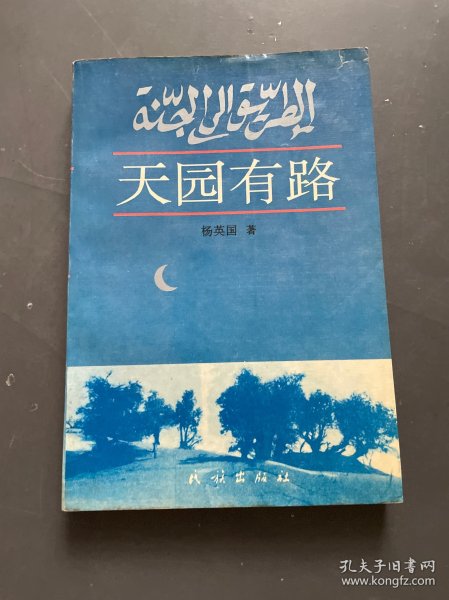 الطريق إلى الجنة
天园有路
杨英国 著
民族出版社
孔夫子旧书网
www.kongfz.com